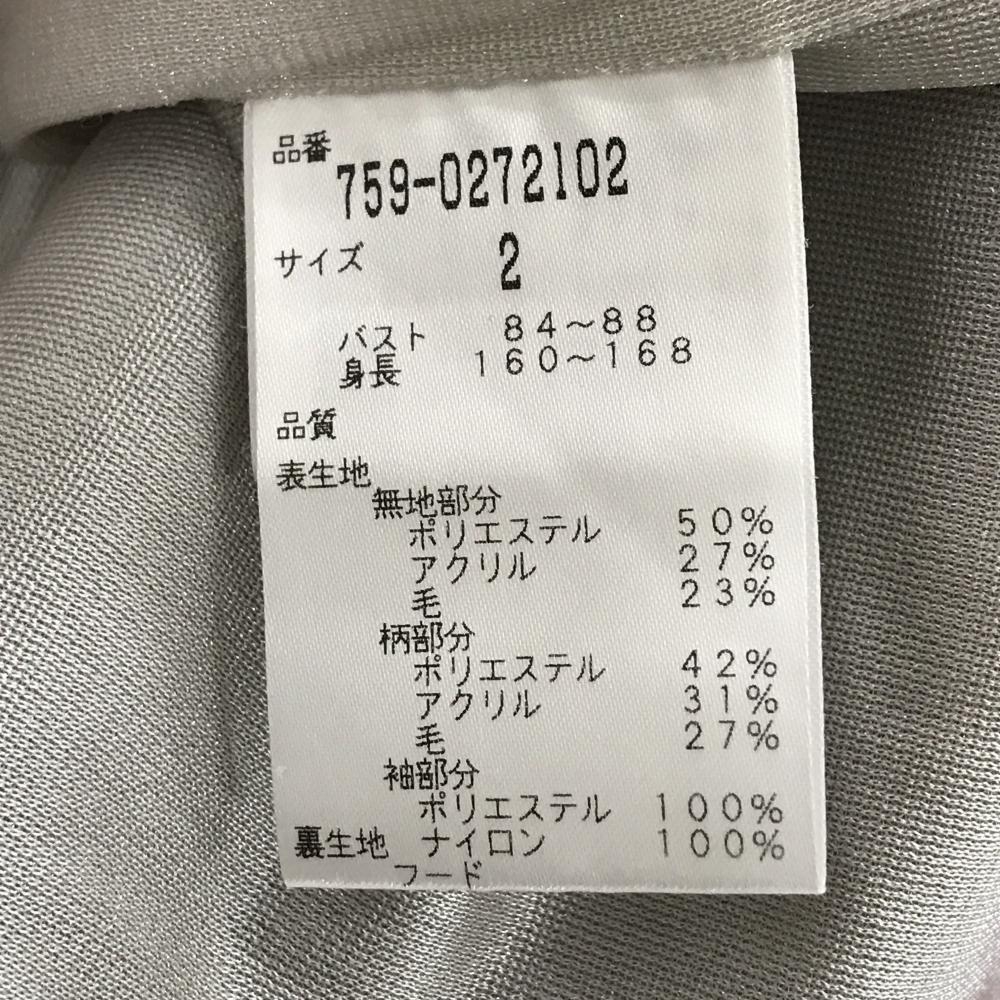 品番
759-0272102
サイズ 2
バスト 84～88
身長 160～168
品質
表生地
無地部分
ポリエステル 50%
アクリル 27%
毛 23%
柄部分
ポリエステル 42%
アクリル 31%
毛 27%
袖部分
ポリエステル 100%
裏生地 ナイロン 100%
フード